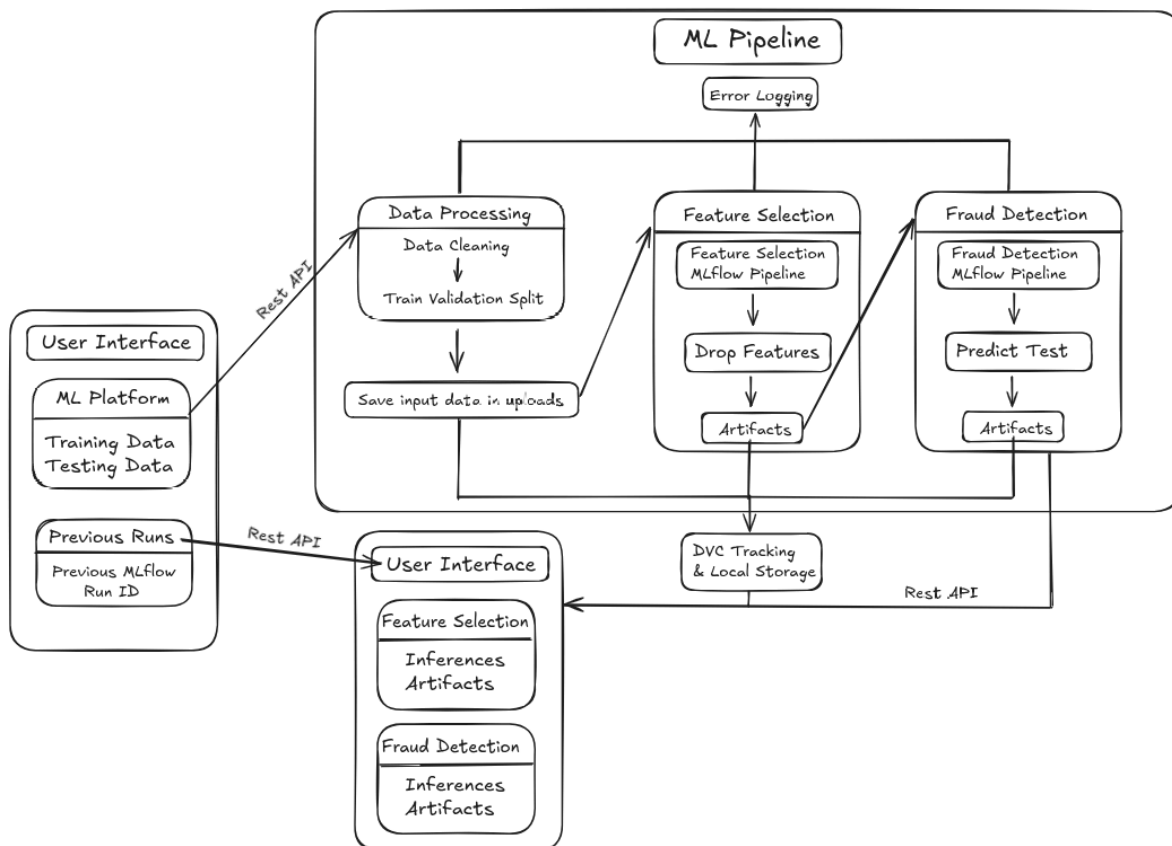 ML Pipeline
Error Logging
Data Processing
Data Cleaning
Train Validation Split
Save input data in uploads
Feature Selection
Feature Selection
MLflow Pipeline
Drop Features
Artifacts
Fraud Detection
Fraud Detection
MLflow Pipeline
Predict Test
Artifacts
Rest API
User Interface
ML Platform
Training Data
Testing Data
Previous Runs
Previous MLflow
Run ID
Rest API
DVC Tracking
& Local Storage
Rest API
User Interface
Feature Selection
Inferences
Artifacts
Fraud Detection
Inferences
Artifacts